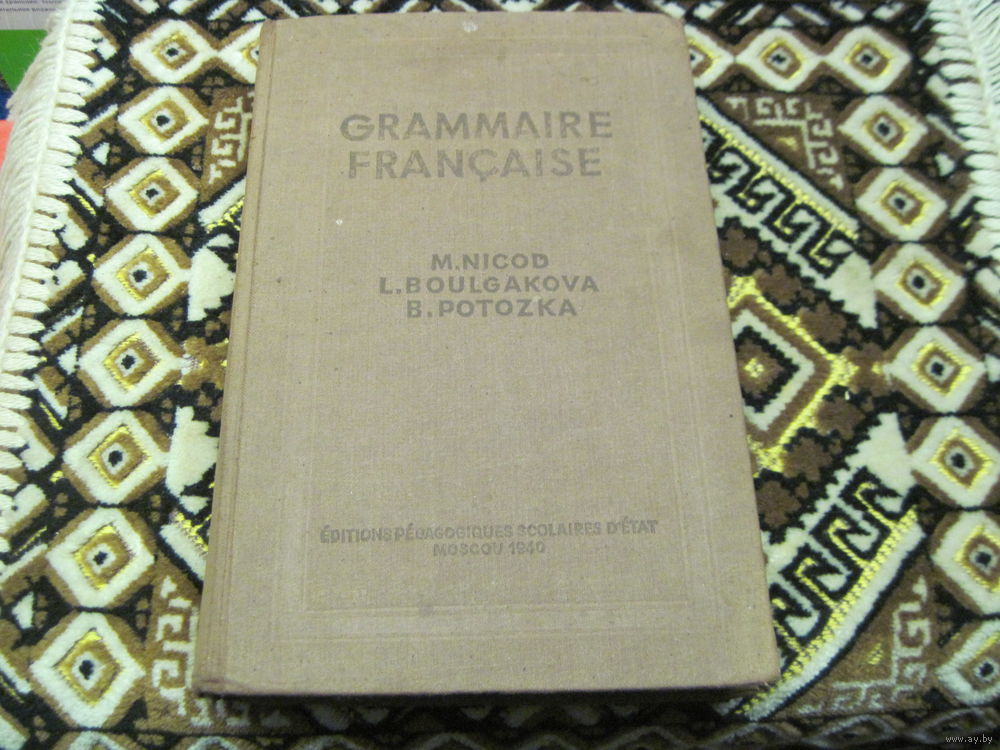 GRAMMAIRE
FRANÇAISE
M.NICOD
L.BOULGAKOVA
B.POTOZKA
ÉDITIONS PÉDAGOGIQUES SCOLAIRES D'ÉTAT
MOSCOU 1940
www.ay.by